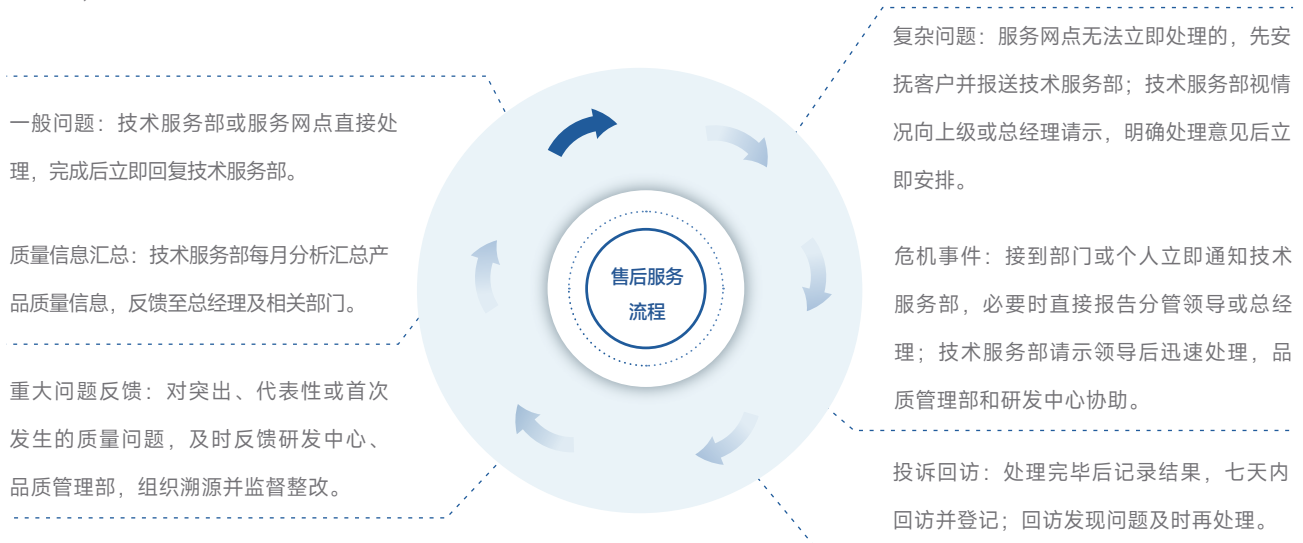 一般问题：技术服务部或服务网点直接处
理，完成后立即回复技术服务部。
复杂问题：服务网点无法立即处理的，先安
抚客户并报送技术服务部；技术服务部视情
况向上级或总经理请示，明确处理意见后立
即安排。
危机事件：接到部门或个人立即通知技术
服务部，必要时直接报告分管领导或总经
理；技术服务部请示领导后迅速处理，品
质管理部和研发中心协助。
投诉回访：处理完毕后记录结果，七天内
回访并登记；回访发现问题及时再处理。
重大问题反馈：对突出、代表性或首次
发生的质量问题，及时反馈研发中心、
品质管理部，组织溯源并监督整改。
质量信息汇总：技术服务部每月分析汇总产
品质量信息，反馈至总经理及相关部门。
售后服务
流程